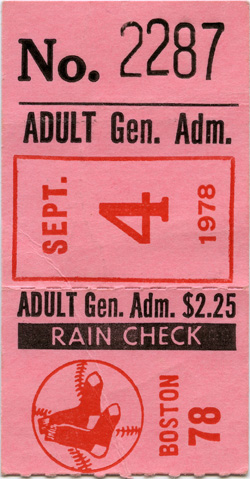 No. 2287
ADULT Gen. Adm.
SEPT. 4 1978
ADULT Gen. Adm. $2.25
RAIN CHECK
BOSTON 78